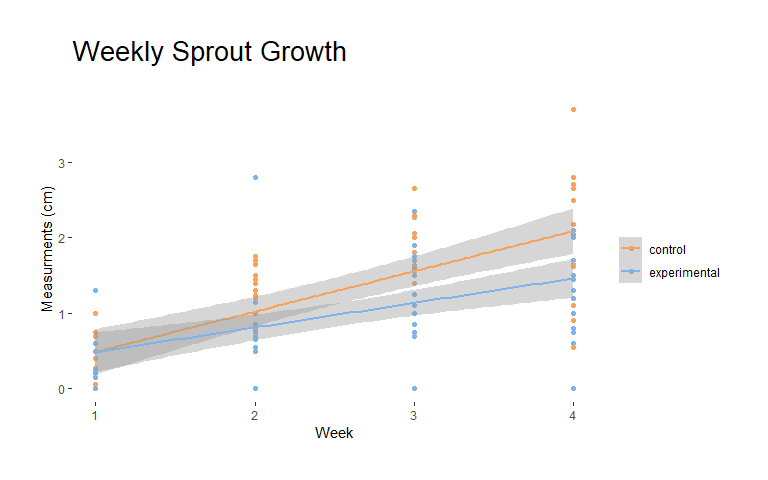 Weekly Sprout Growth
3
2
1
0
Measurments (cm)
1 2 3 4
Week
control
experimental